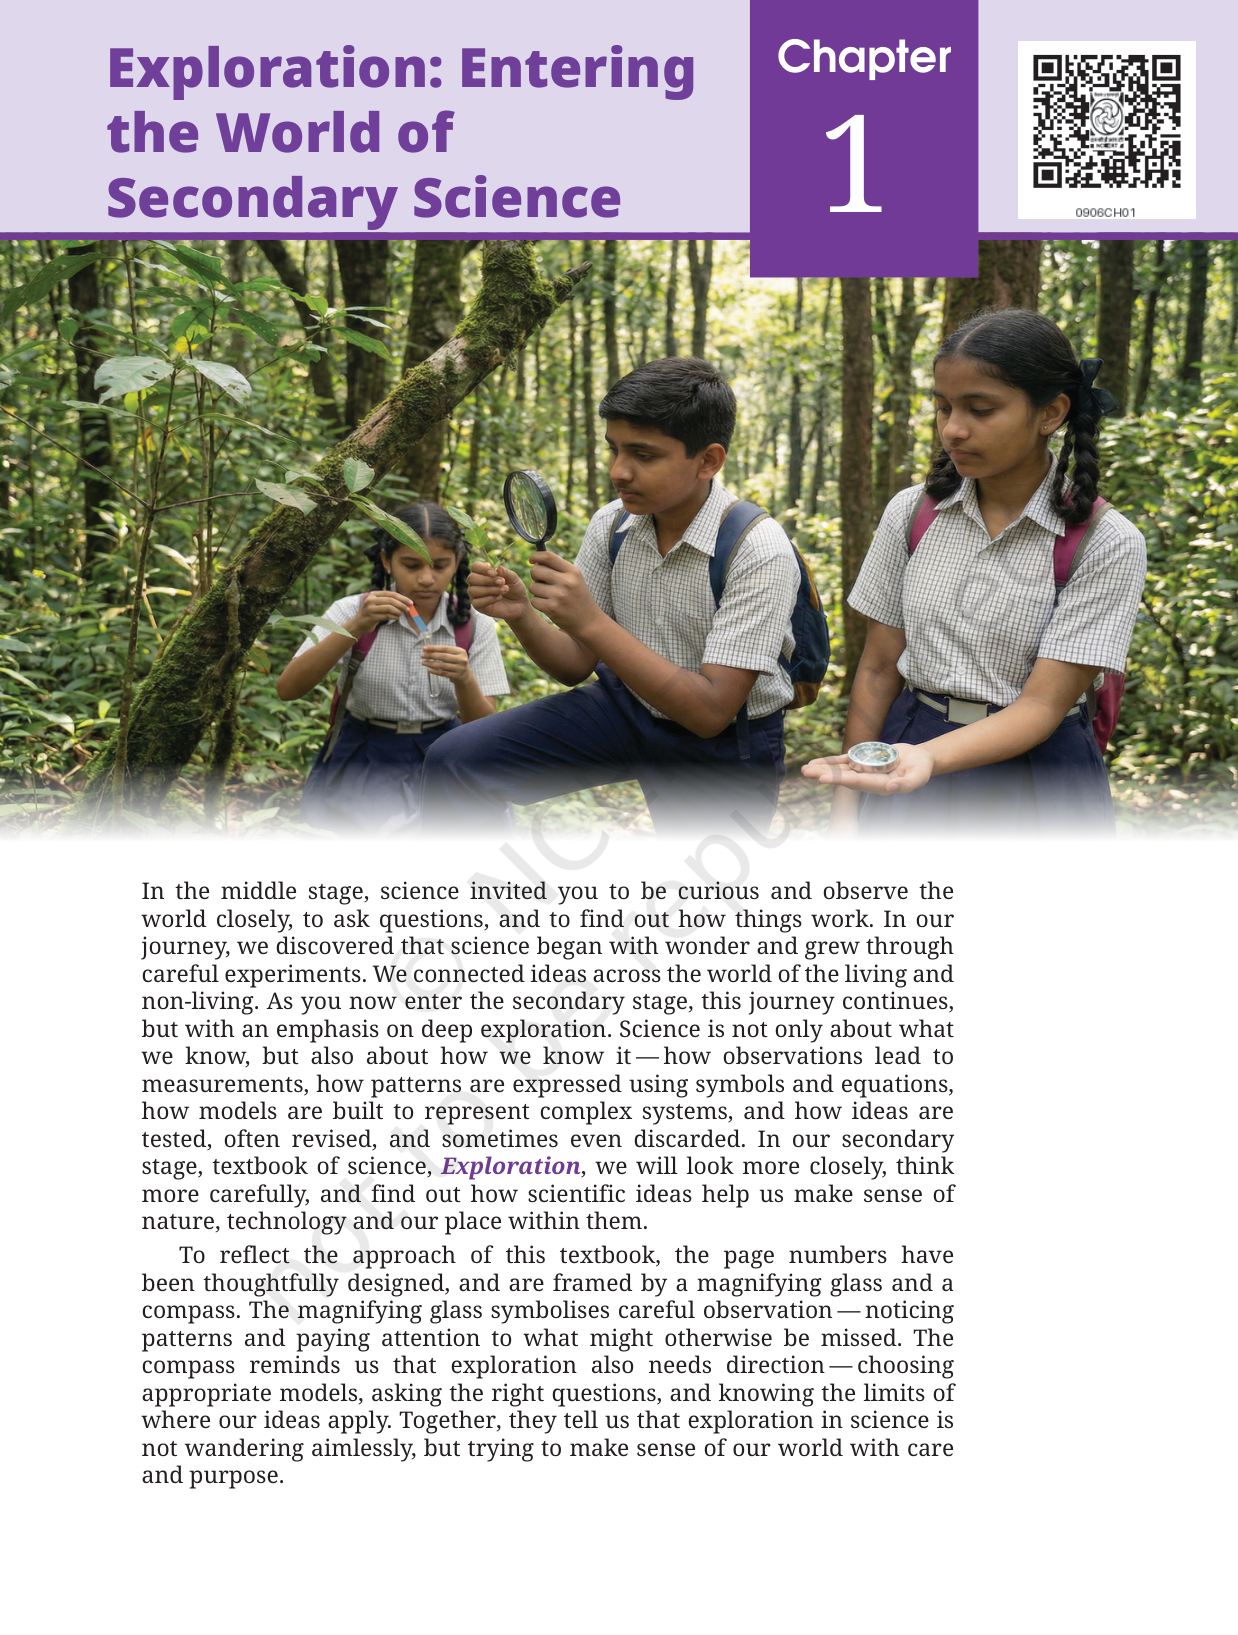 Exploration: Entering
the World of
Secondary Science
Chapter
1
0906CH01
In the middle stage, science invited you to be curious and observe the
world closely, to ask questions, and to find out how things work. In our
journey, we discovered that science began with wonder and grew through
careful experiments. We connected ideas across the world of the living and
non-living. As you now enter the secondary stage, this journey continues,
but with an emphasis on deep exploration. Science is not only about what
we know, but also about how we know it — how observations lead to
measurements, how patterns are expressed using symbols and equations,
how models are built to represent complex systems, and how ideas are
tested, often revised, and sometimes even discarded. In our secondary
stage, textbook of science, Exploration, we will look more closely, think
more carefully, and find out how scientific ideas help us make sense of
nature, technology and our place within them.
To reflect the approach of this textbook, the page numbers have
been thoughtfully designed, and are framed by a magnifying glass and a
compass. The magnifying glass symbolises careful observation — noticing
patterns and paying attention to what might otherwise be missed. The
compass reminds us that exploration also needs direction — choosing
appropriate models, asking the right questions, and knowing the limits of
where our ideas apply. Together, they tell us that exploration in science is
not wandering aimlessly, but trying to make sense of our world with care
and purpose.
© NC
not to be repu